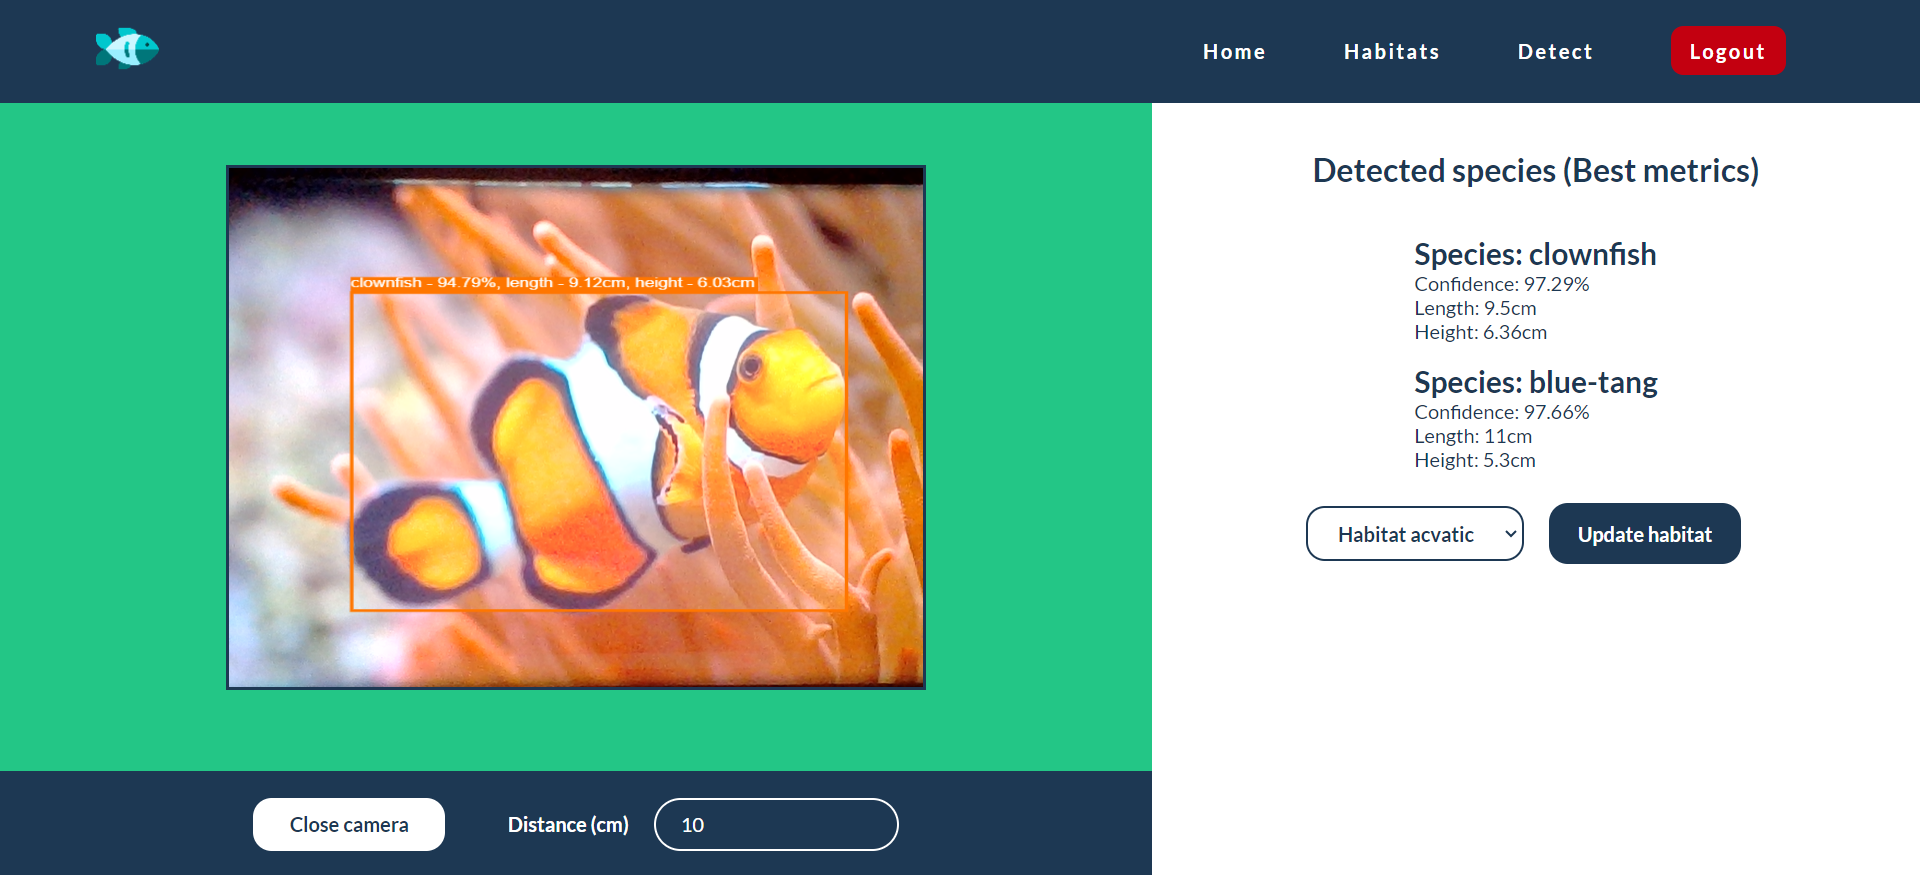 Home Habitats Detect Logout
clownfish - 94.79%, length - 9.12cm, height - 6.03cm
Close camera Distance (cm) 10
Detected species (Best metrics)
Species: clownfish
Confidence: 97.29%
Length: 9.5cm
Height: 6.36cm
Species: blue-tang
Confidence: 97.66%
Length: 11cm
Height: 5.3cm
Habitat acvatic Update habitat